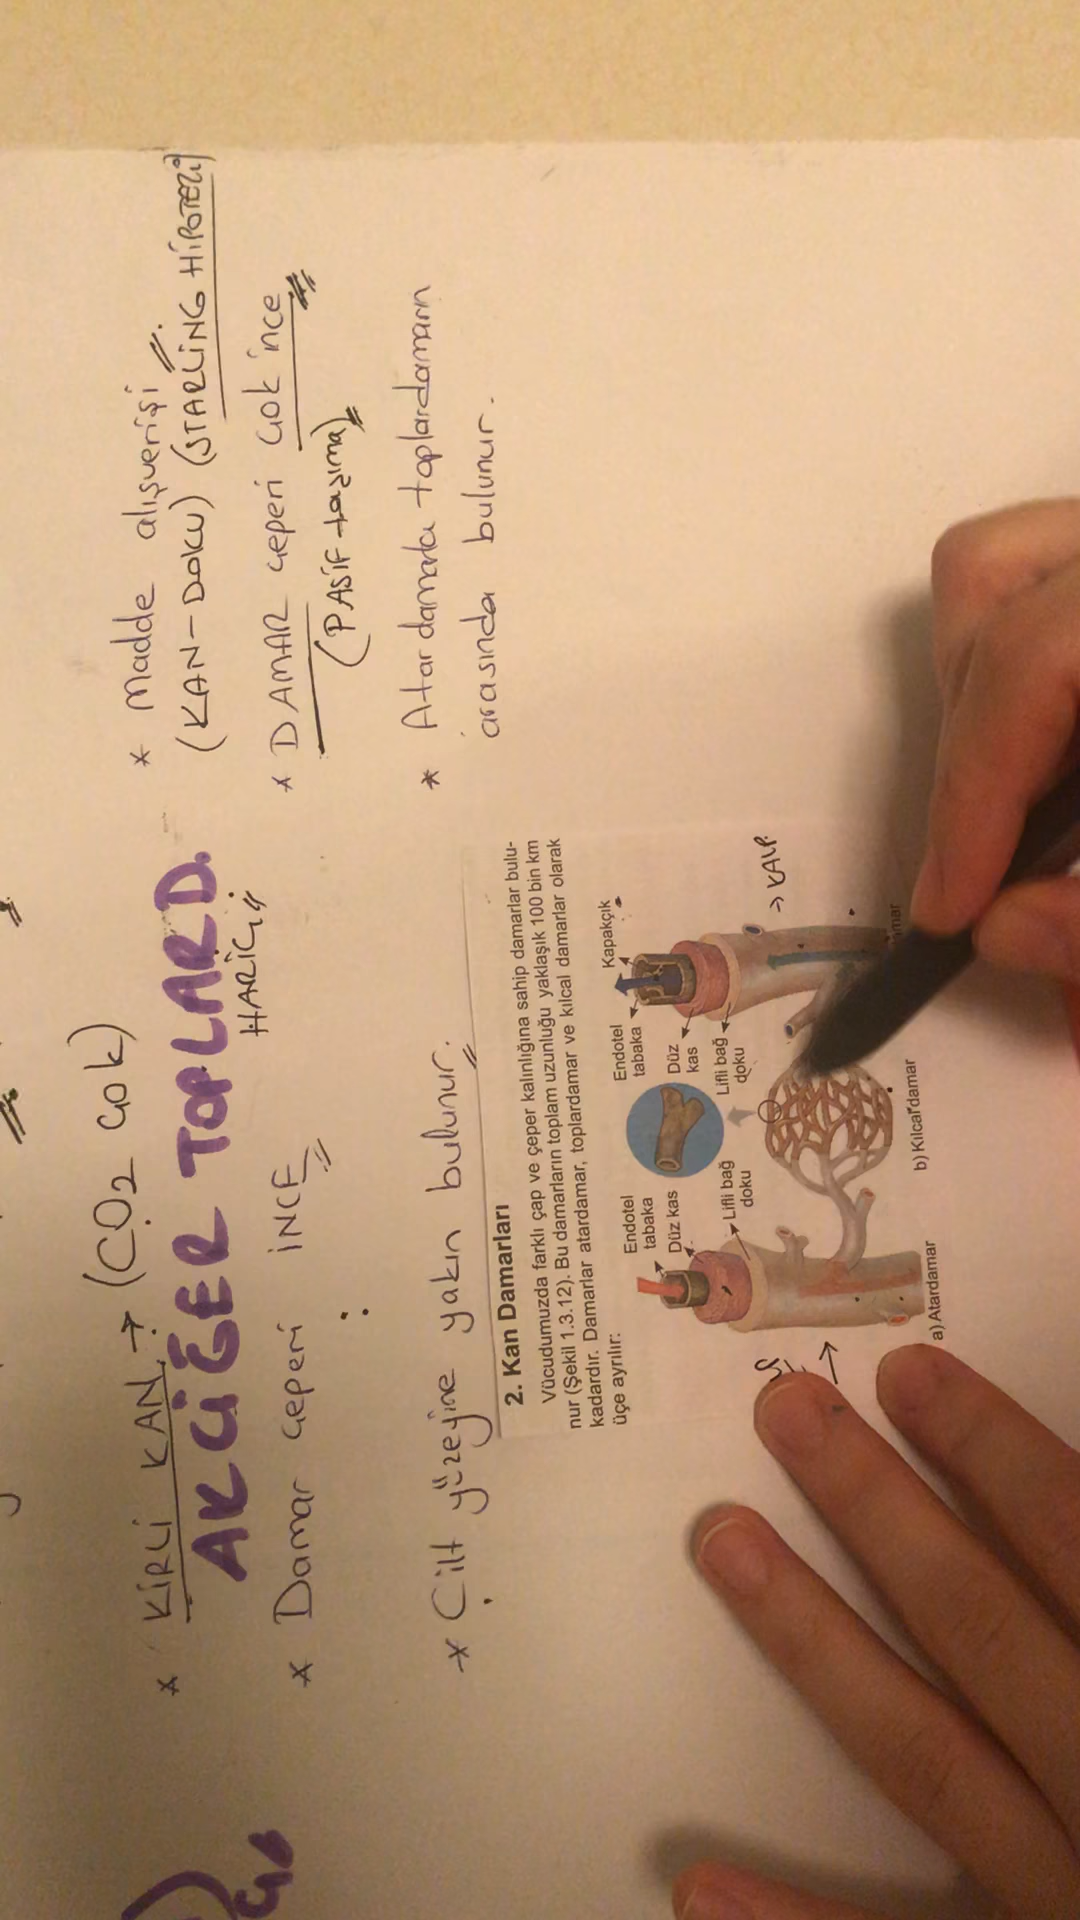 * KİRLİ KAN → (CO2 çok)
AKCİĞER TOPLARD.
HARİÇ
* Damar çeperi İNCE
* Cilt yüzeyine yakın bulunur.
* Madde alışverişi
(KAN-DOKU) (STARLİNG HİPOTEZİ)
* DAMAR çeperi çok ince
(PASİF taşıma)
* Atardamarla toplardamarın
arasında bulunur.
2. Kan Damarları
Vücudumuzda farklı çap ve çeper kalınlığına sahip damarlar bulu-
nur (Şekil 1.3.12). Bu damarların toplam uzunluğu yaklaşık 100 bin km
kadardır. Damarlar atardamar, toplardamar ve kılcal damarlar olarak
üçe ayrılır:
Endotel
tabaka
Düz kas
Lifli bağ
doku
Endotel
tabaka
Kapakçık
Düz
kas
Lifli bağ
doku
→ KALP
a) Atardamar
b) Kılcal damar